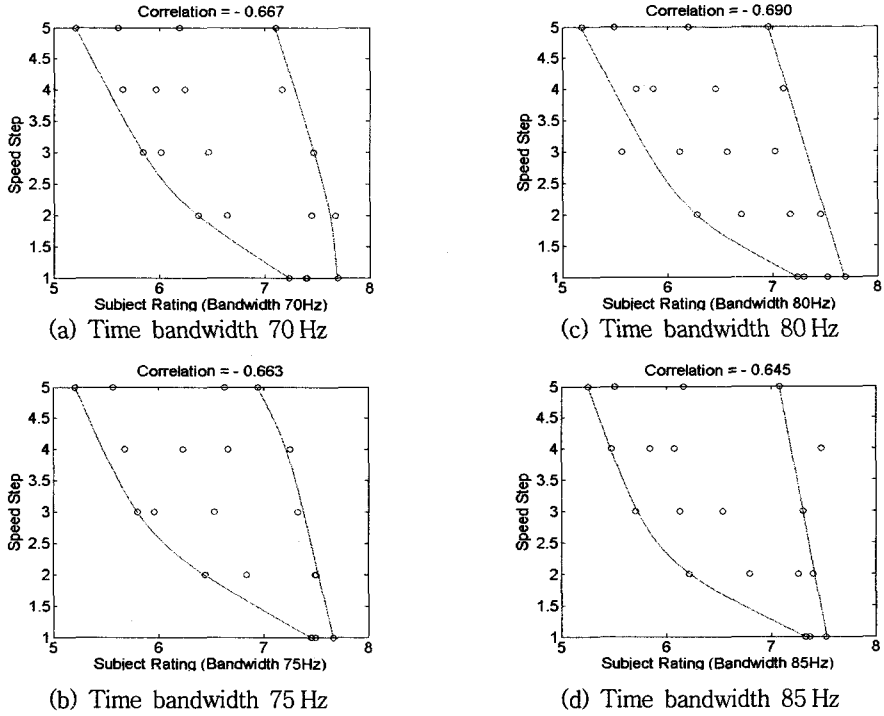 Correlation = - 0.667
5
4.5
4
3.5
3
2.5
2
1.5
1
Speed Step
5 6 7 8
Subject Rating (Bandwidth 70Hz)
(a) Time bandwidth 70 Hz
Correlation = - 0.690
5
4.5
4
3.5
3
2.5
2
1.5
1
Speed Step
5 6 7 8
Subject Rating (Bandwidth 80Hz)
(c) Time bandwidth 80 Hz
Correlation = - 0.663
5
4.5
4
3.5
3
2.5
2
1.5
1
Speed Step
5 6 7 8
Subject Rating (Bandwidth 75Hz)
(b) Time bandwidth 75 Hz
Correlation = - 0.645
5
4.5
4
3.5
3
2.5
2
1.5
1
Speed Step
5 6 7 8
Subject Rating (Bandwidth 85Hz)
(d) Time bandwidth 85 Hz